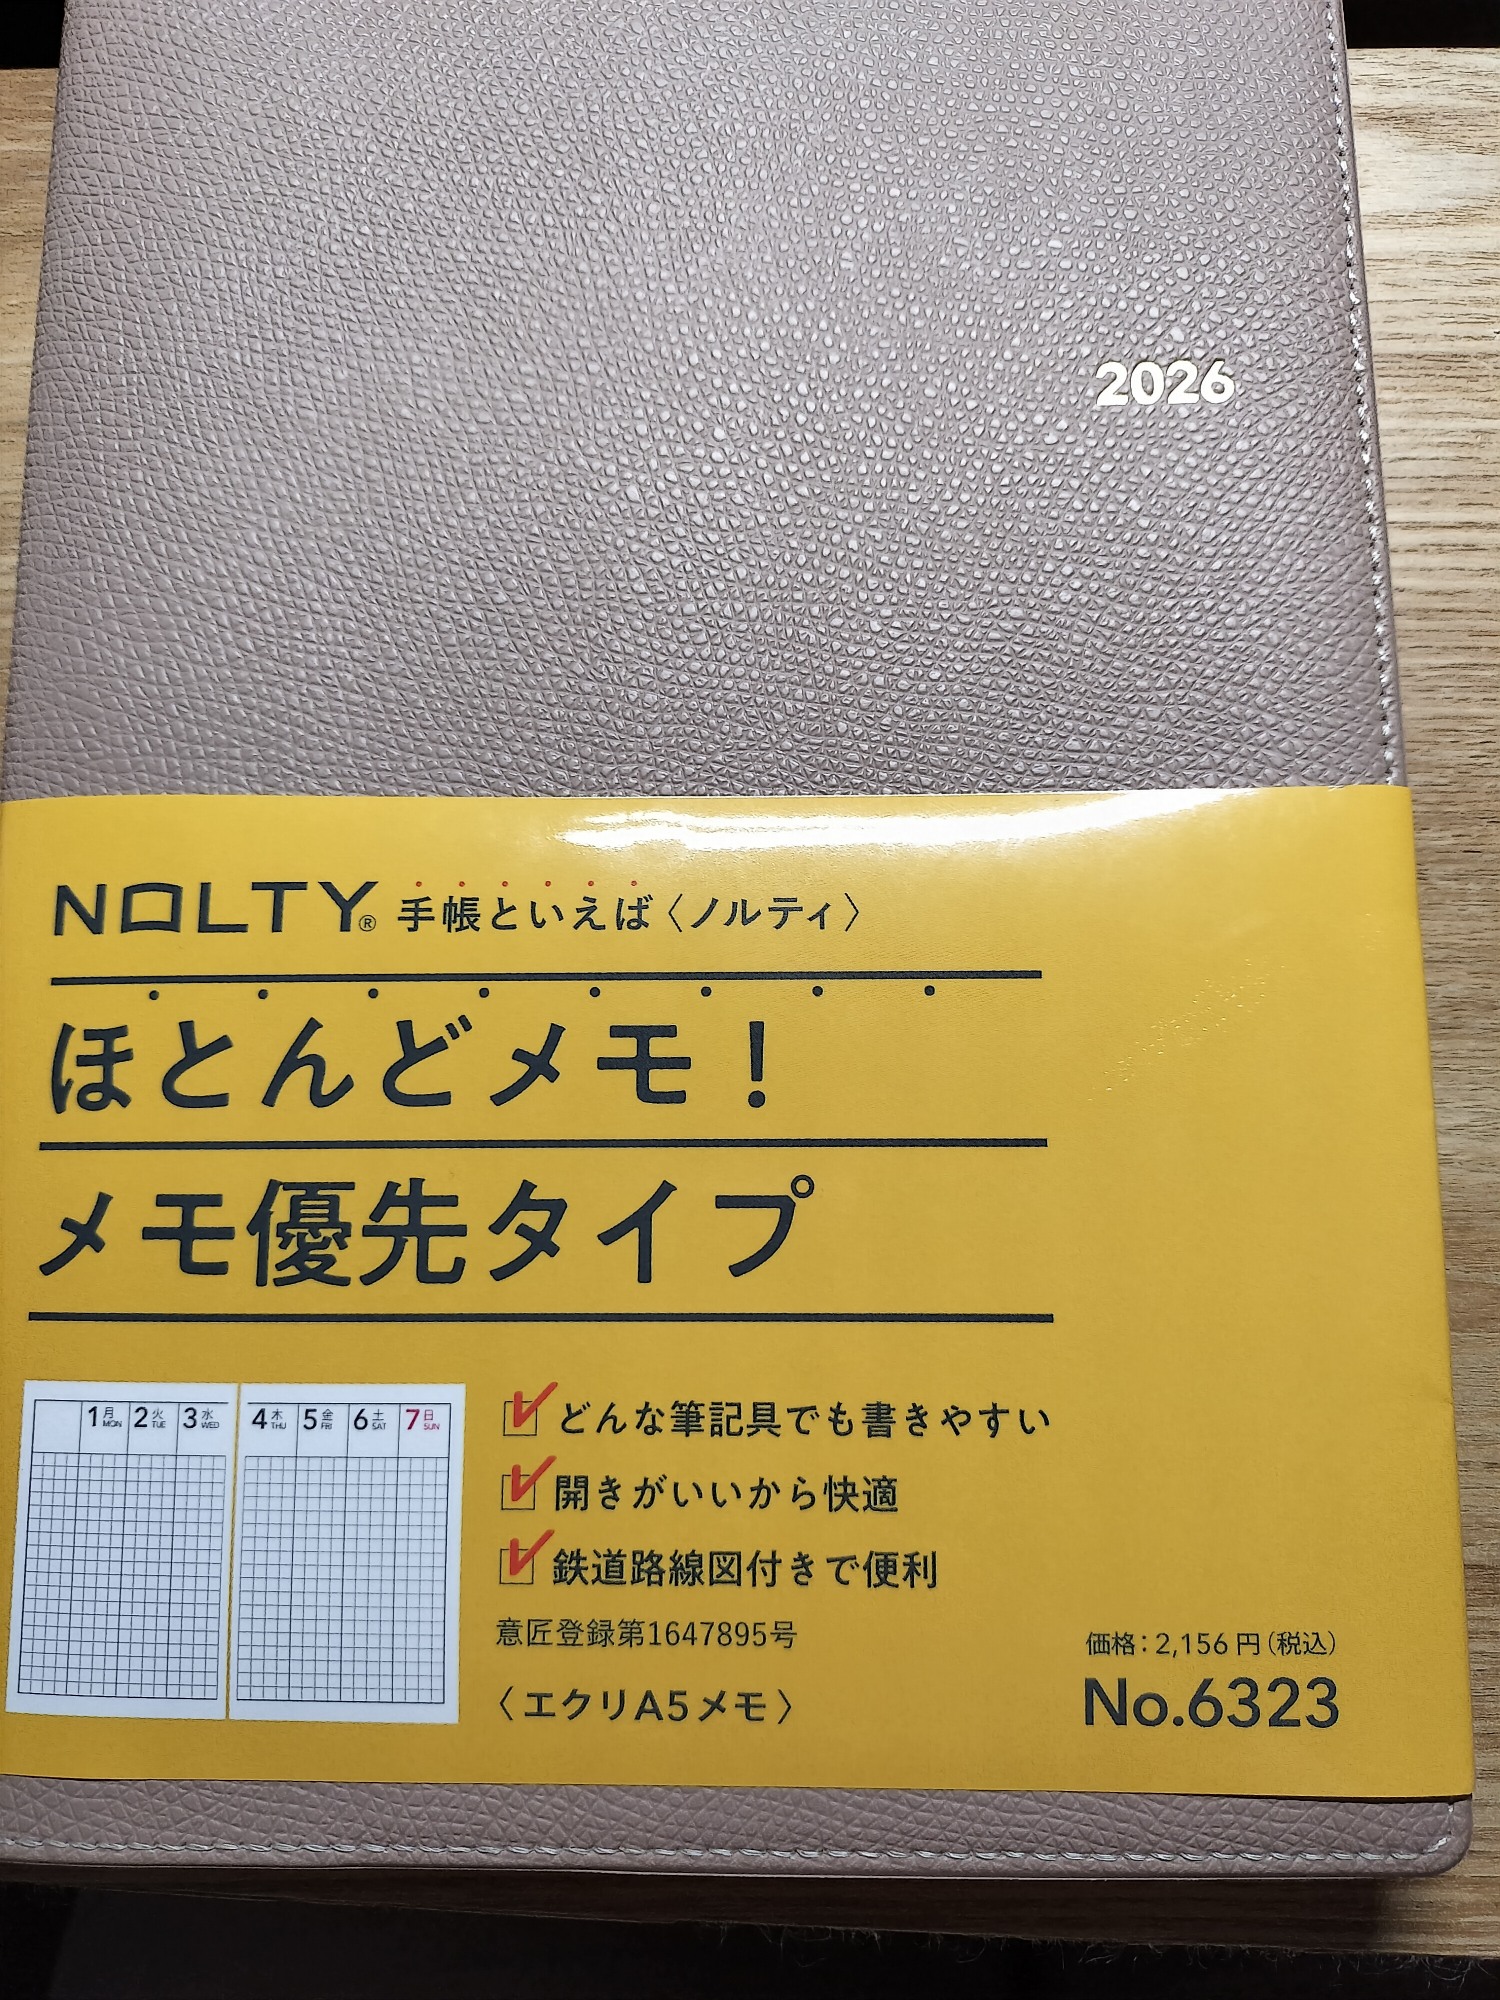 2026
NOLTY® 手帳といえば〈ノルティ〉
ほとんどメモ！
メモ優先タイプ
1 月 MON 2 火 TUE 3 水 WED 4 木 THU 5 金 FRI 6 土 SAT 7 日 SUN
どんな筆記具でも書きやすい
開きがいいから快適
鉄道路線図付きで便利
意匠登録第1647895号
〈エクリA5メモ〉
価格：2,156円（税込）
No.6323